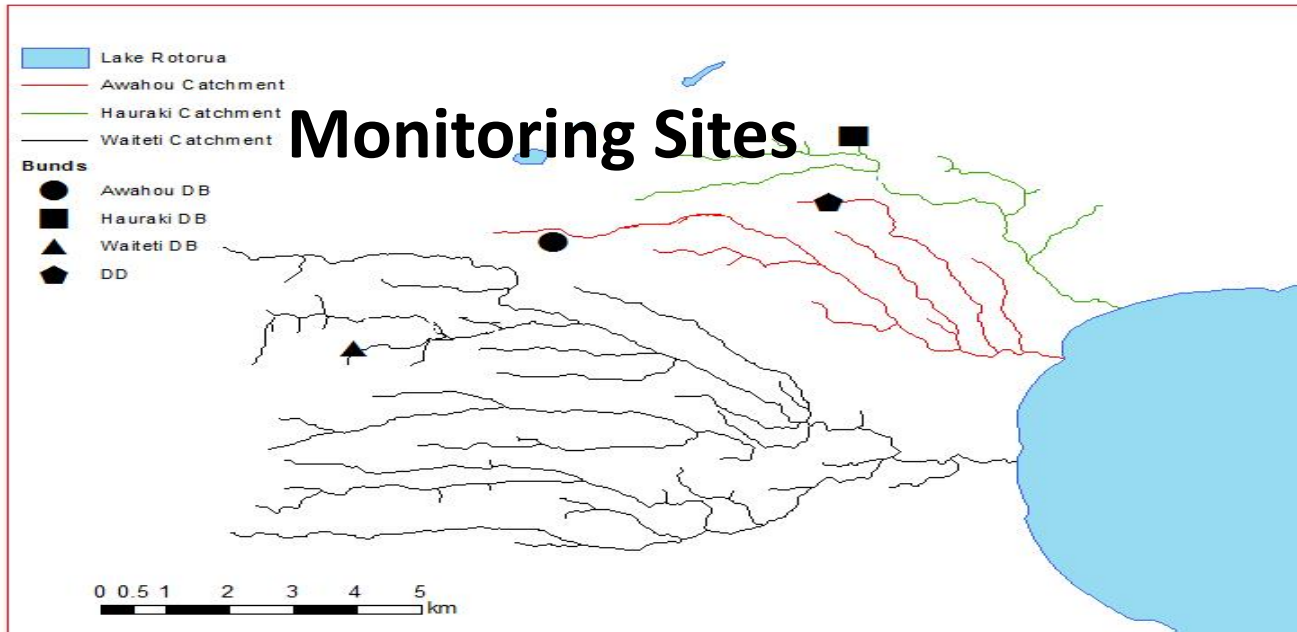 Lake Rotorua
Awahou Catchment
Hauraki Catchment
Waiteti Catchment
Monitoring Sites
Bunds
Awahou DB
Hauraki DB
Waiteti DB
DD
0 0.5 1 2 3 4 5
km